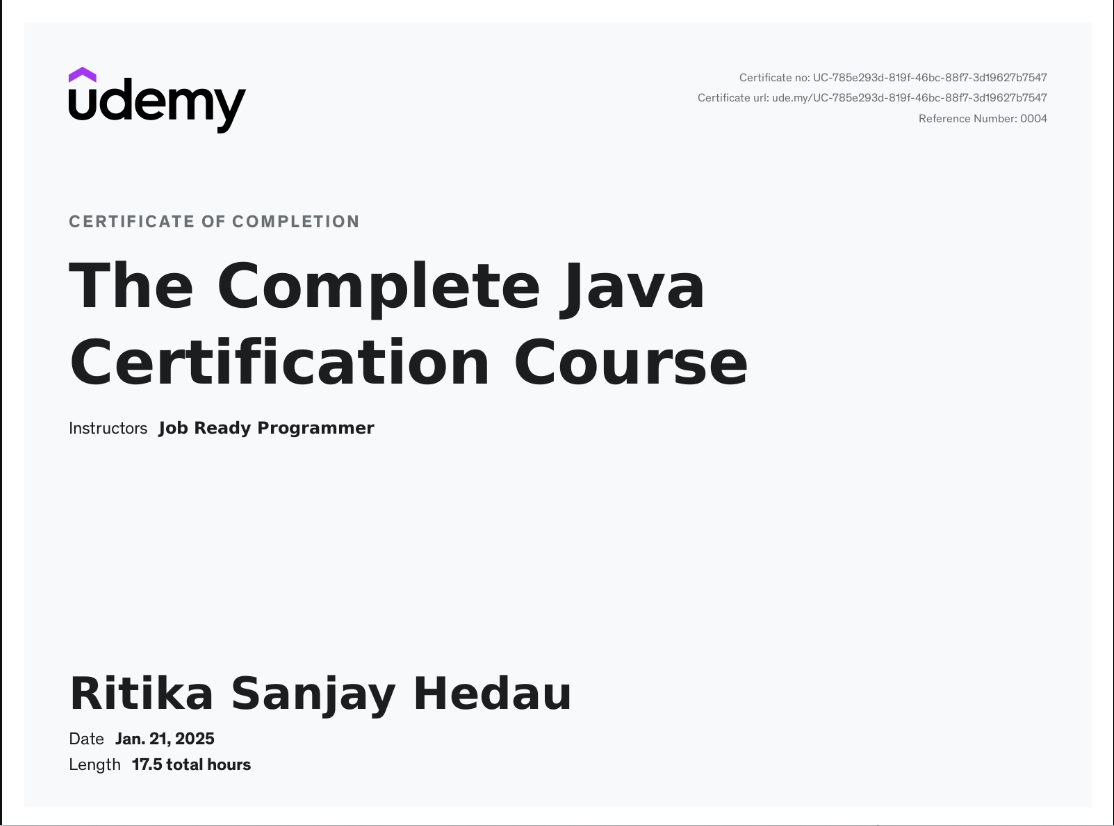 udemy
Certificate no: UC-785e293d-819f-46bc-88f7-3d19627b7547
Certificate url: ude.my/UC-785e293d-819f-46bc-88f7-3d19627b7547
Reference Number: 0004
CERTIFICATE OF COMPLETION
The Complete Java
Certification Course
Instructors Job Ready Programmer
Ritika Sanjay Hedau
Date Jan. 21, 2025
Length 17.5 total hours